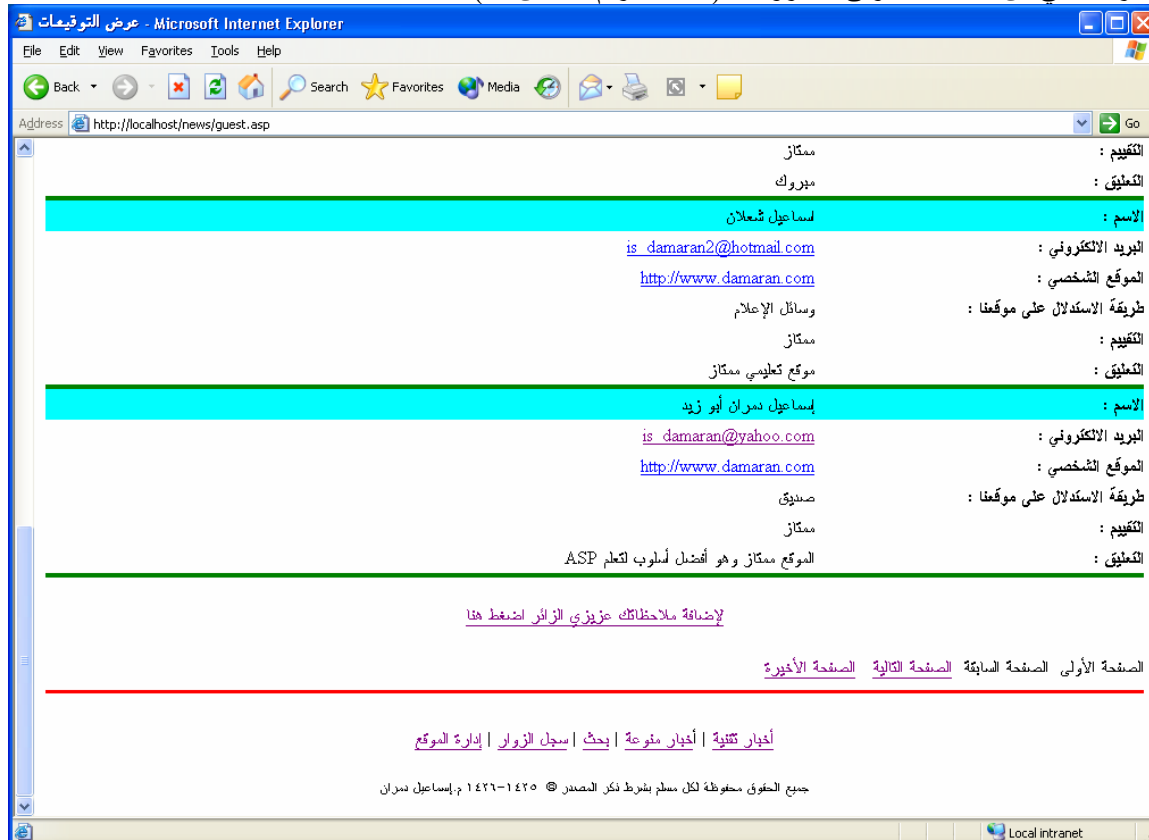 عرض التوقيعات - Microsoft Internet Explorer
File Edit View Favorites Tools Help
Back Search Favorites Media
Address http://localhost/news/guest.asp Go
التقييم : ممتاز
التعليق : مبروك
الاسم : اسماعيل شعلان
البريد الالكتروني : is_damaran2@hotmail.com
الموقع الشخصي : http://www.damaran.com
طريقة الاستدلال على موقعنا : وسائل الإعلام
التقييم : ممتاز
التعليق : موقع تعليمي ممتاز
الاسم : إسماعيل دمران أبو زيد
البريد الالكتروني : is_damaran@yahoo.com
الموقع الشخصي : http://www.damaran.com
طريقة الاستدلال على موقعنا : صديق
التقييم : ممتاز
التعليق : الموقع ممتاز و هو أفضل أسلوب لتعلم ASP
لإضافة ملاحظاتك عزيزي الزائر اضغط هنا
الصفحة الأولى الصفحة السابقة الصفحة التالية الصفحة الأخيرة
أخبار تقنية | أخبار منوعة | بحث | سجل الزوار | إدارة الموقع
جميع الحقوق محفوظة لكل مسلم بشرط ذكر المصدر © ١٤٢٥-١٤٢٦ م.إسماعيل دمران
Local intranet